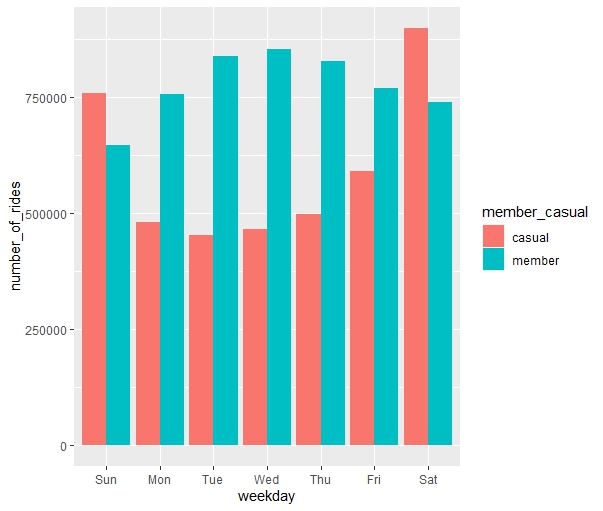 number_of_rides
750000
500000
250000
0
Sun Mon Tue Wed Thu Fri Sat
weekday
member_casual
casual
member